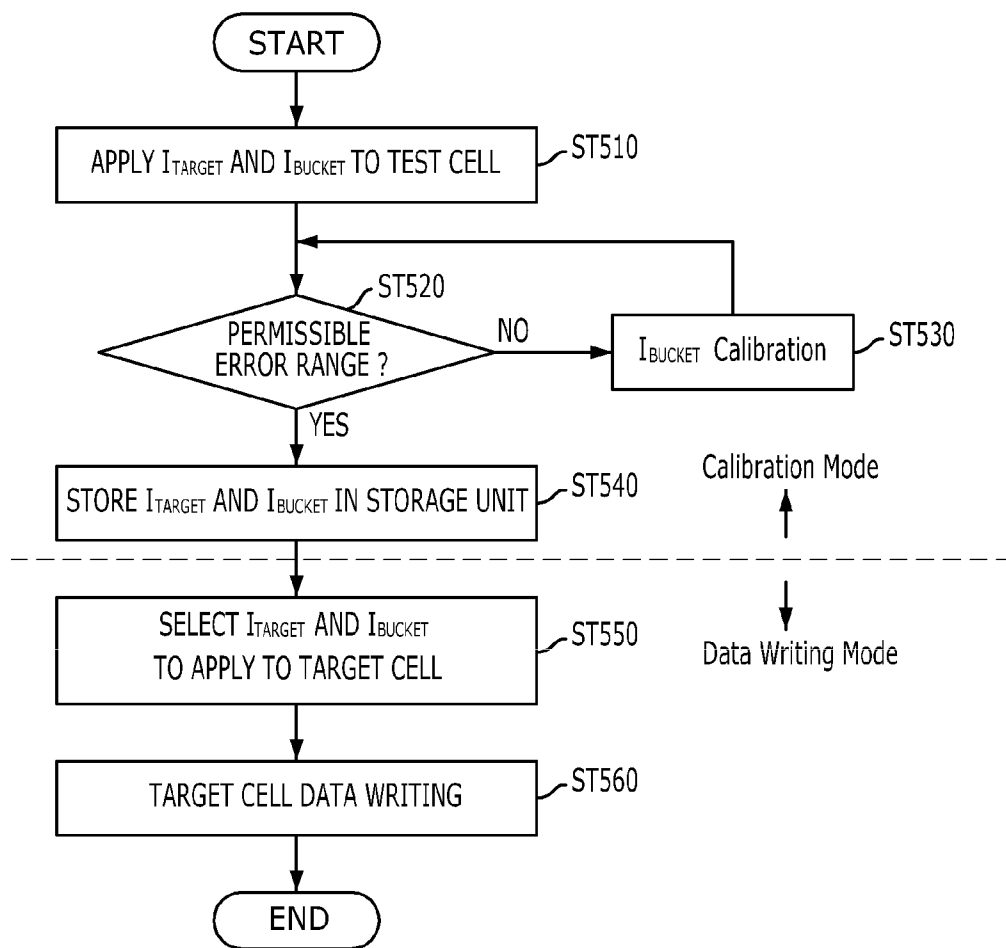 START
APPLY ITARGET AND IBUCKET TO TEST CELL
ST510
ST520
PERMISSIBLE
ERROR RANGE ?
NO
IBUCKET Calibration
ST530
YES
STORE ITARGET AND IBUCKET IN STORAGE UNIT
ST540
Calibration Mode
SELECT ITARGET AND IBUCKET
TO APPLY TO TARGET CELL
ST550
Data Writing Mode
TARGET CELL DATA WRITING
ST560
END